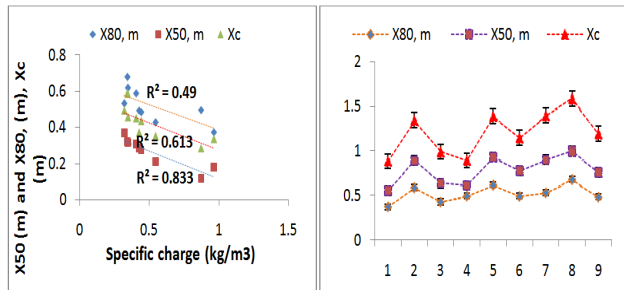 X80, m X50, m Xc
X50 (m) and X80, (m), Xc (m)
0.8
0.6
0.4
0.2
0
R² = 0.49
R² = 0.613
R² = 0.833
0 0.5 1 1.5
Specific charge (kg/m3)
X80, m X50, m Xc
2
1.5
1
0.5
0
1 2 3 4 5 6 7 8 9